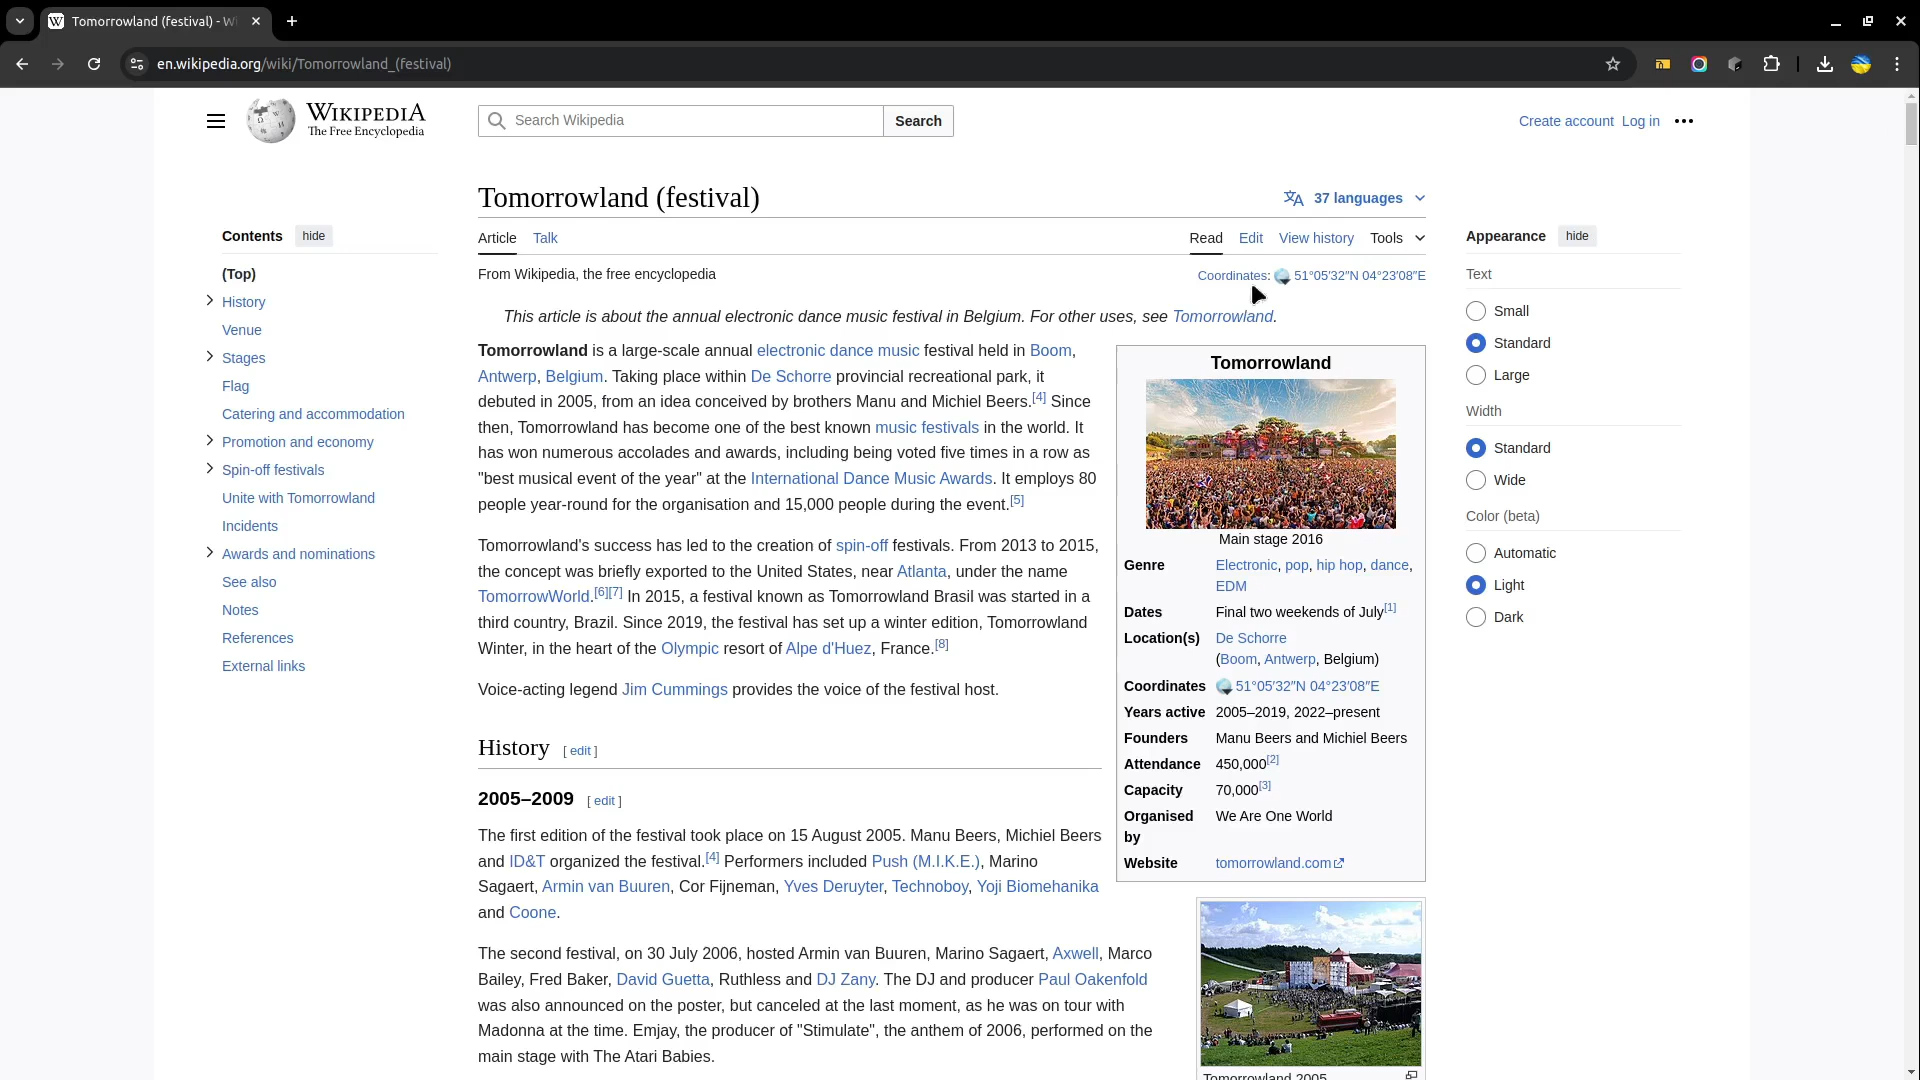 Tomorrowland (festival) - W
en.wikipedia.org/wiki/Tomorrowland_(festival)
WIKIPEDIA
The Free Encyclopedia
Search Wikipedia
Search
Create account Log in
Tomorrowland (festival)
37 languages
Article Talk
Read Edit View history Tools
From Wikipedia, the free encyclopedia
Coordinates: 51°05′32″N 04°23′08″E
Contents hide
(Top)
History
Venue
Stages
Flag
Catering and accommodation
Promotion and economy
Spin-off festivals
Unite with Tomorrowland
Incidents
Awards and nominations
See also
Notes
References
External links
This article is about the annual electronic dance music festival in Belgium. For other uses, see Tomorrowland.
Tomorrowland is a large-scale annual electronic dance music festival held in Boom,
Antwerp, Belgium. Taking place within De Schorre provincial recreational park, it
debuted in 2005, from an idea conceived by brothers Manu and Michiel Beers.[4] Since
then, Tomorrowland has become one of the best known music festivals in the world. It
has won numerous accolades and awards, including being voted five times in a row as
"best musical event of the year" at the International Dance Music Awards. It employs 80
people year-round for the organisation and 15,000 people during the event.[5]
Tomorrowland's success has led to the creation of spin-off festivals. From 2013 to 2015,
the concept was briefly exported to the United States, near Atlanta, under the name
TomorrowWorld.[6][7] In 2015, a festival known as Tomorrowland Brasil was started in a
third country, Brazil. Since 2019, the festival has set up a winter edition, Tomorrowland
Winter, in the heart of the Olympic resort of Alpe d'Huez, France.[8]
Voice-acting legend Jim Cummings provides the voice of the festival host.
History [ edit ]
2005–2009 [ edit ]
The first edition of the festival took place on 15 August 2005. Manu Beers, Michiel Beers
and ID&T organized the festival.[4] Performers included Push (M.I.K.E.), Marino
Sagaert, Armin van Buuren, Cor Fijneman, Yves Deruyter, Technoboy, Yoji Biomehanika
and Coone.
The second festival, on 30 July 2006, hosted Armin van Buuren, Marino Sagaert, Axwell, Marco
Bailey, Fred Baker, David Guetta, Ruthless and DJ Zany. The DJ and producer Paul Oakenfold
was also announced on the poster, but canceled at the last moment, as he was on tour with
Madonna at the time. Emjay, the producer of "Stimulate", the anthem of 2006, performed on the
main stage with The Atari Babies.
Tomorrowland
Main stage 2016
Genre Electronic, pop, hip hop, dance,
EDM
Dates Final two weekends of July[1]
Location(s) De Schorre
(Boom, Antwerp, Belgium)
Coordinates 51°05′32″N 04°23′08″E
Years active 2005–2019, 2022–present
Founders Manu Beers and Michiel Beers
Attendance 450,000[2]
Capacity 70,000[3]
Organised We Are One World
by
Website tomorrowland.com
Tomorrowland 2005
Appearance hide
Text
Small
Standard
Large
Width
Standard
Wide
Color (beta)
Automatic
Light
Dark